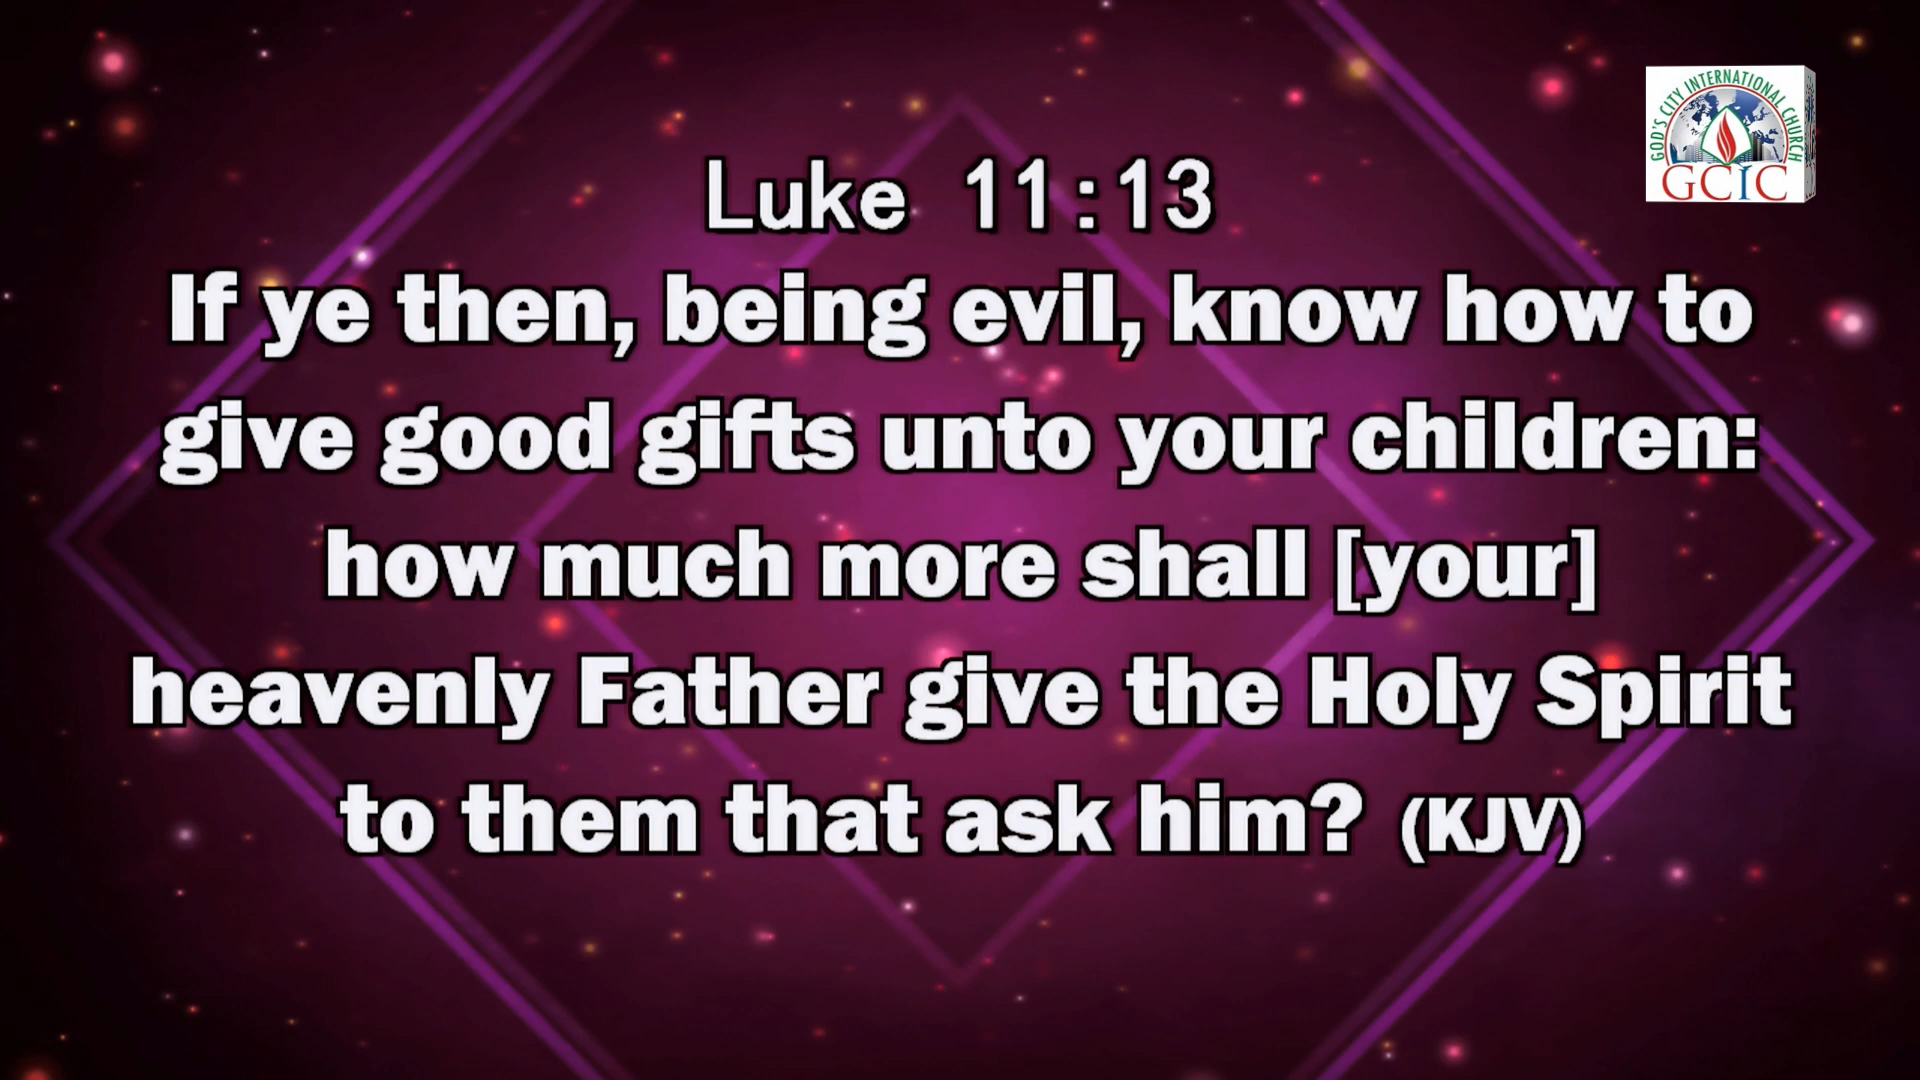 GOD'S CITY INTERNATIONAL CHURCH
GCIC
Luke 11:13
If ye then, being evil, know how to
give good gifts unto your children:
how much more shall [your]
heavenly Father give the Holy Spirit
to them that ask him? (KJV)